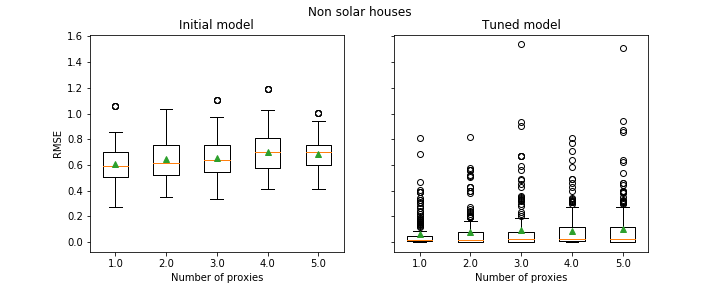 Non solar houses
Initial model
Tuned model
RMSE
1.6
1.4
1.2
1.0
0.8
0.6
0.4
0.2
0.0
1.0 2.0 3.0 4.0 5.0
1.0 2.0 3.0 4.0 5.0
Number of proxies
Number of proxies